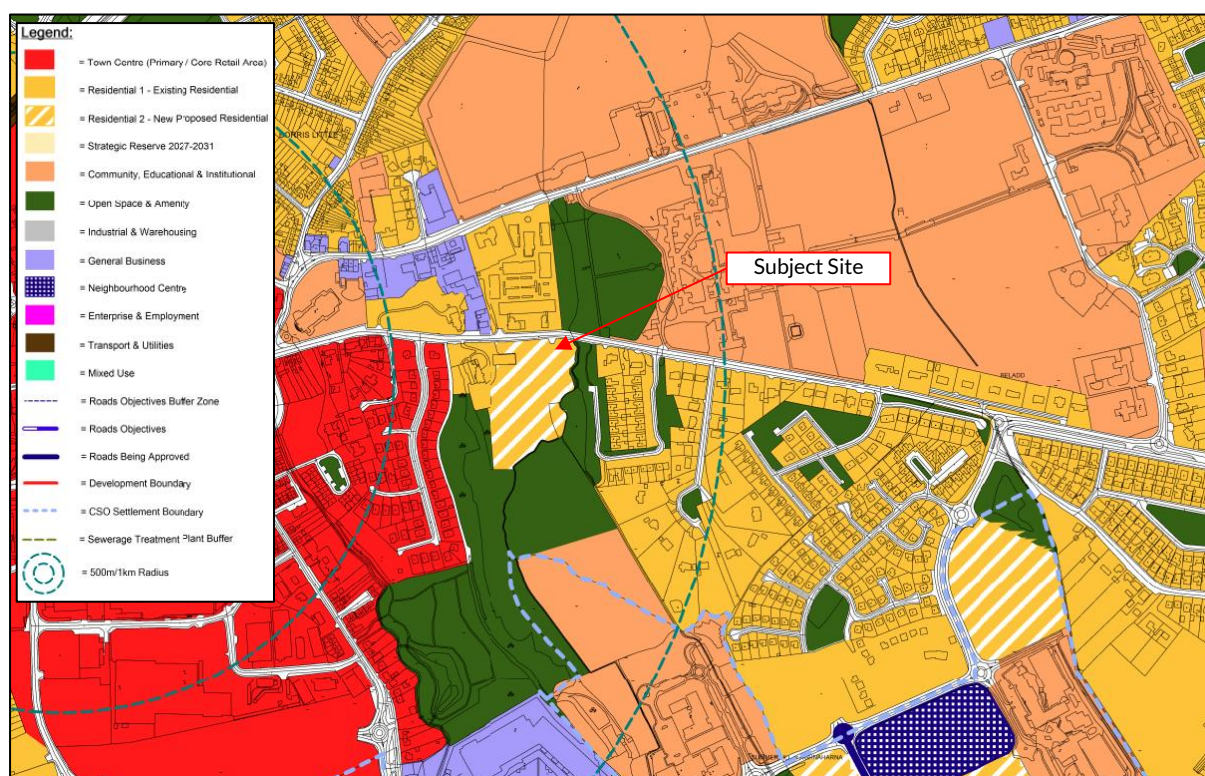 Legend:
= Town Centre (Primary / Core Retail Area)
= Residential 1 - Existing Residential
= Residential 2 - New Proposed Residential
= Strategic Reserve 2027-2031
= Community, Educational & Institutional
= Open Space & Amenity
= Industrial & Warehousing
= General Business
= Neighbourhood Centre
= Enterprise & Employment
= Transport & Utilities
= Mixed Use
= Roads Objectives Buffer Zone
= Roads Objectives
= Roads Being Approved
= Development Boundary
= CSO Settlement Boundary
= Sewerage Treatment Plant Buffer
= 500m/1km Radius
BORRIS LITTLE
Subject Site
BELADD